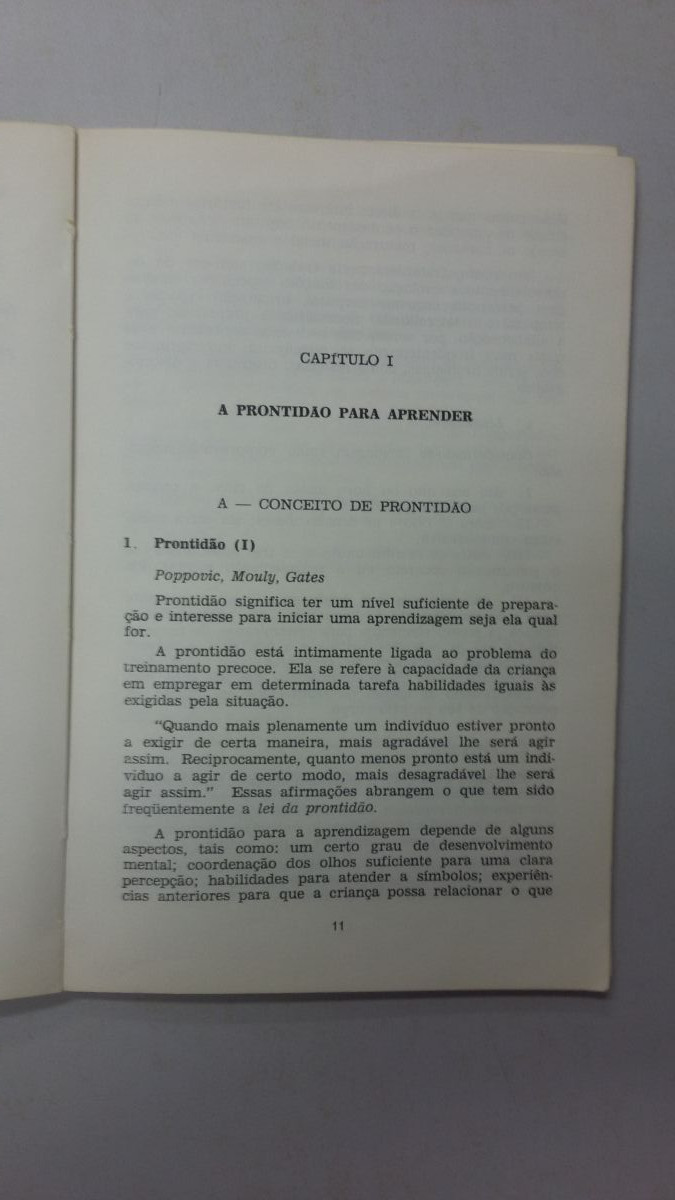 CAPÍTULO I
A PRONTIDÃO PARA APRENDER
A — CONCEITO DE PRONTIDÃO
1. Prontidão (I)
Poppovic, Mouly, Gates
Prontidão significa ter um nível suficiente de prepara-
ção e interesse para iniciar uma aprendizagem seja ela qual
for.
A prontidão está intimamente ligada ao problema do
treinamento precoce. Ela se refere à capacidade da criança
em empregar em determinada tarefa habilidades iguais às
exigidas pela situação.
"Quando mais plenamente um indivíduo estiver pronto
a exigir de certa maneira, mais agradável lhe será agir
assim. Reciprocamente, quanto menos pronto está um indi-
víduo a agir de certo modo, mais desagradável lhe será
agir assim." Essas afirmações abrangem o que tem sido
freqüentemente a lei da prontidão.
A prontidão para a aprendizagem depende de alguns
aspectos, tais como: um certo grau de desenvolvimento
mental; coordenação dos olhos suficiente para uma clara
percepção; habilidades para atender a símbolos; experiên-
cias anteriores para que a criança possa relacionar o que
11